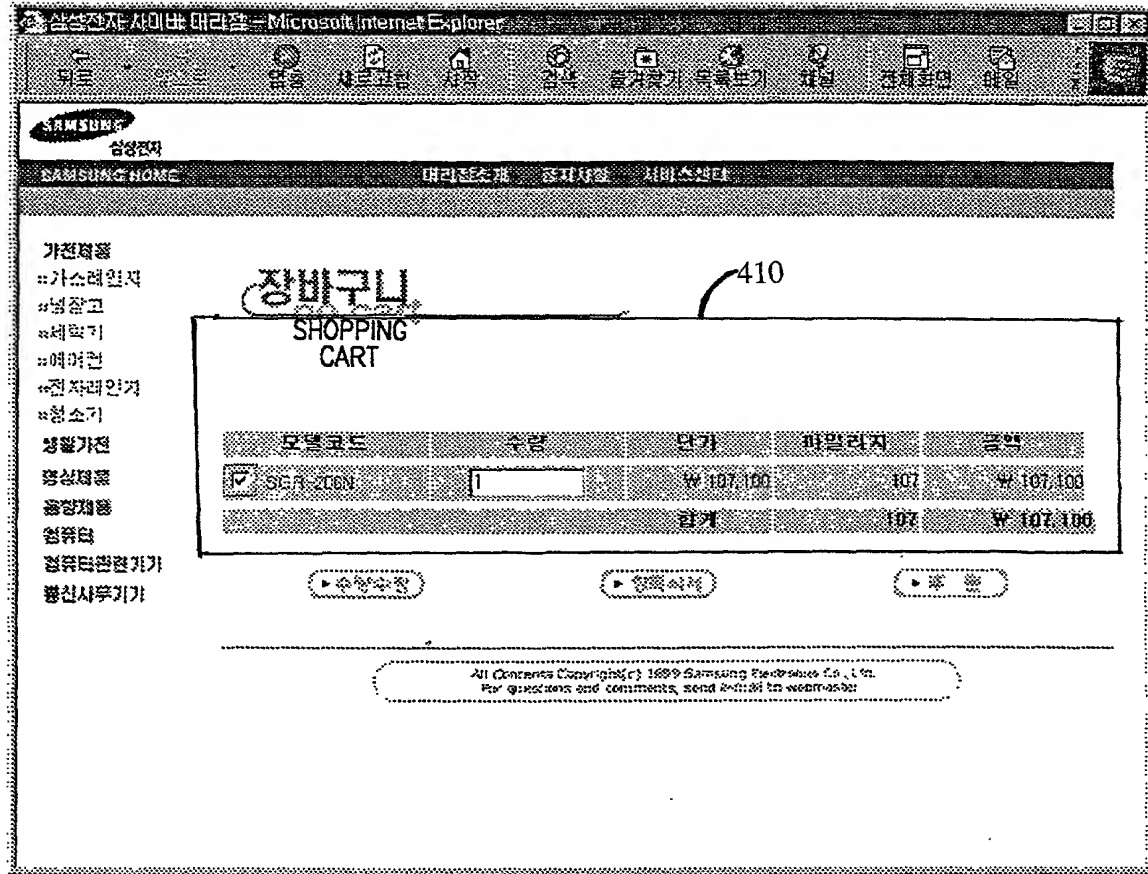 삼성전자 사이버 대리점 - Microsoft Internet Explorer
뒤로 앞으로 멈춤 새로고침 시작 검색 즐겨찾기 목록보기 채널 전체화면 메일
SAMSUNG
삼성전자
SAMSUNG HOME 대리점소개 공지사항 서비스센터
가전제품
가스레인지
냉장고
세탁기
에어컨
전자레인지
청소기
생활가전
영상제품
음향제품
컴퓨터
컴퓨터관련기기
통신사무기기
장바구니
410
SHOPPING
CART
모델코드 수량 단가 마일리지 금액
1 ₩ 107,100 107 ₩ 107,100
합계 107 ₩ 107,100
수량수정 항목삭제 주 문
All Contents Copyright(c) 1999 Samsung Electronics Co., Ltd.
For questions and comments, send e-mail to webmaster